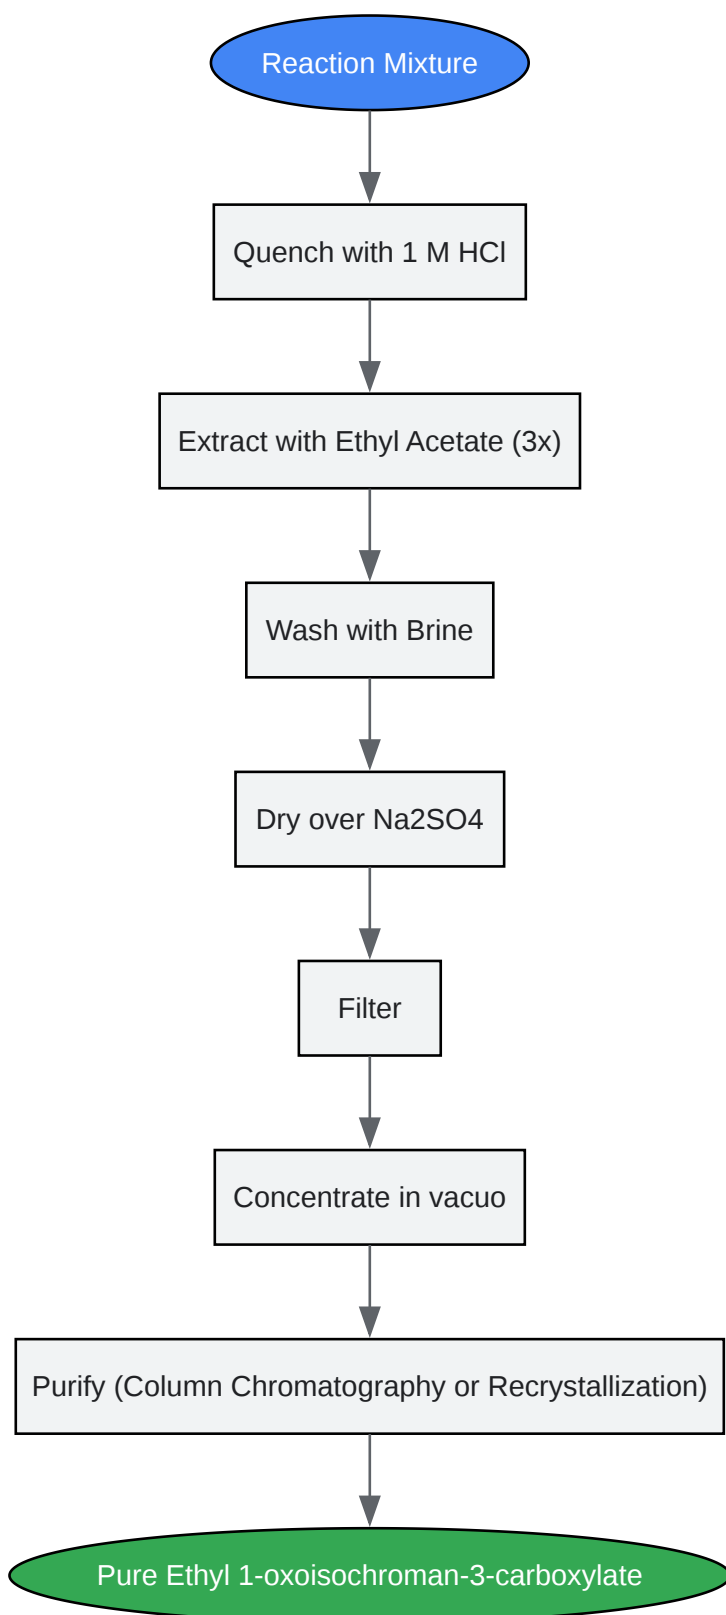 Reaction Mixture
Quench with 1 M HCl
Extract with Ethyl Acetate (3x)
Wash with Brine
Dry over Na2SO4
Filter
Concentrate in vacuo
Purify (Column Chromatography or Recrystallization)
Pure Ethyl 1-oxoisochroman-3-carboxylate